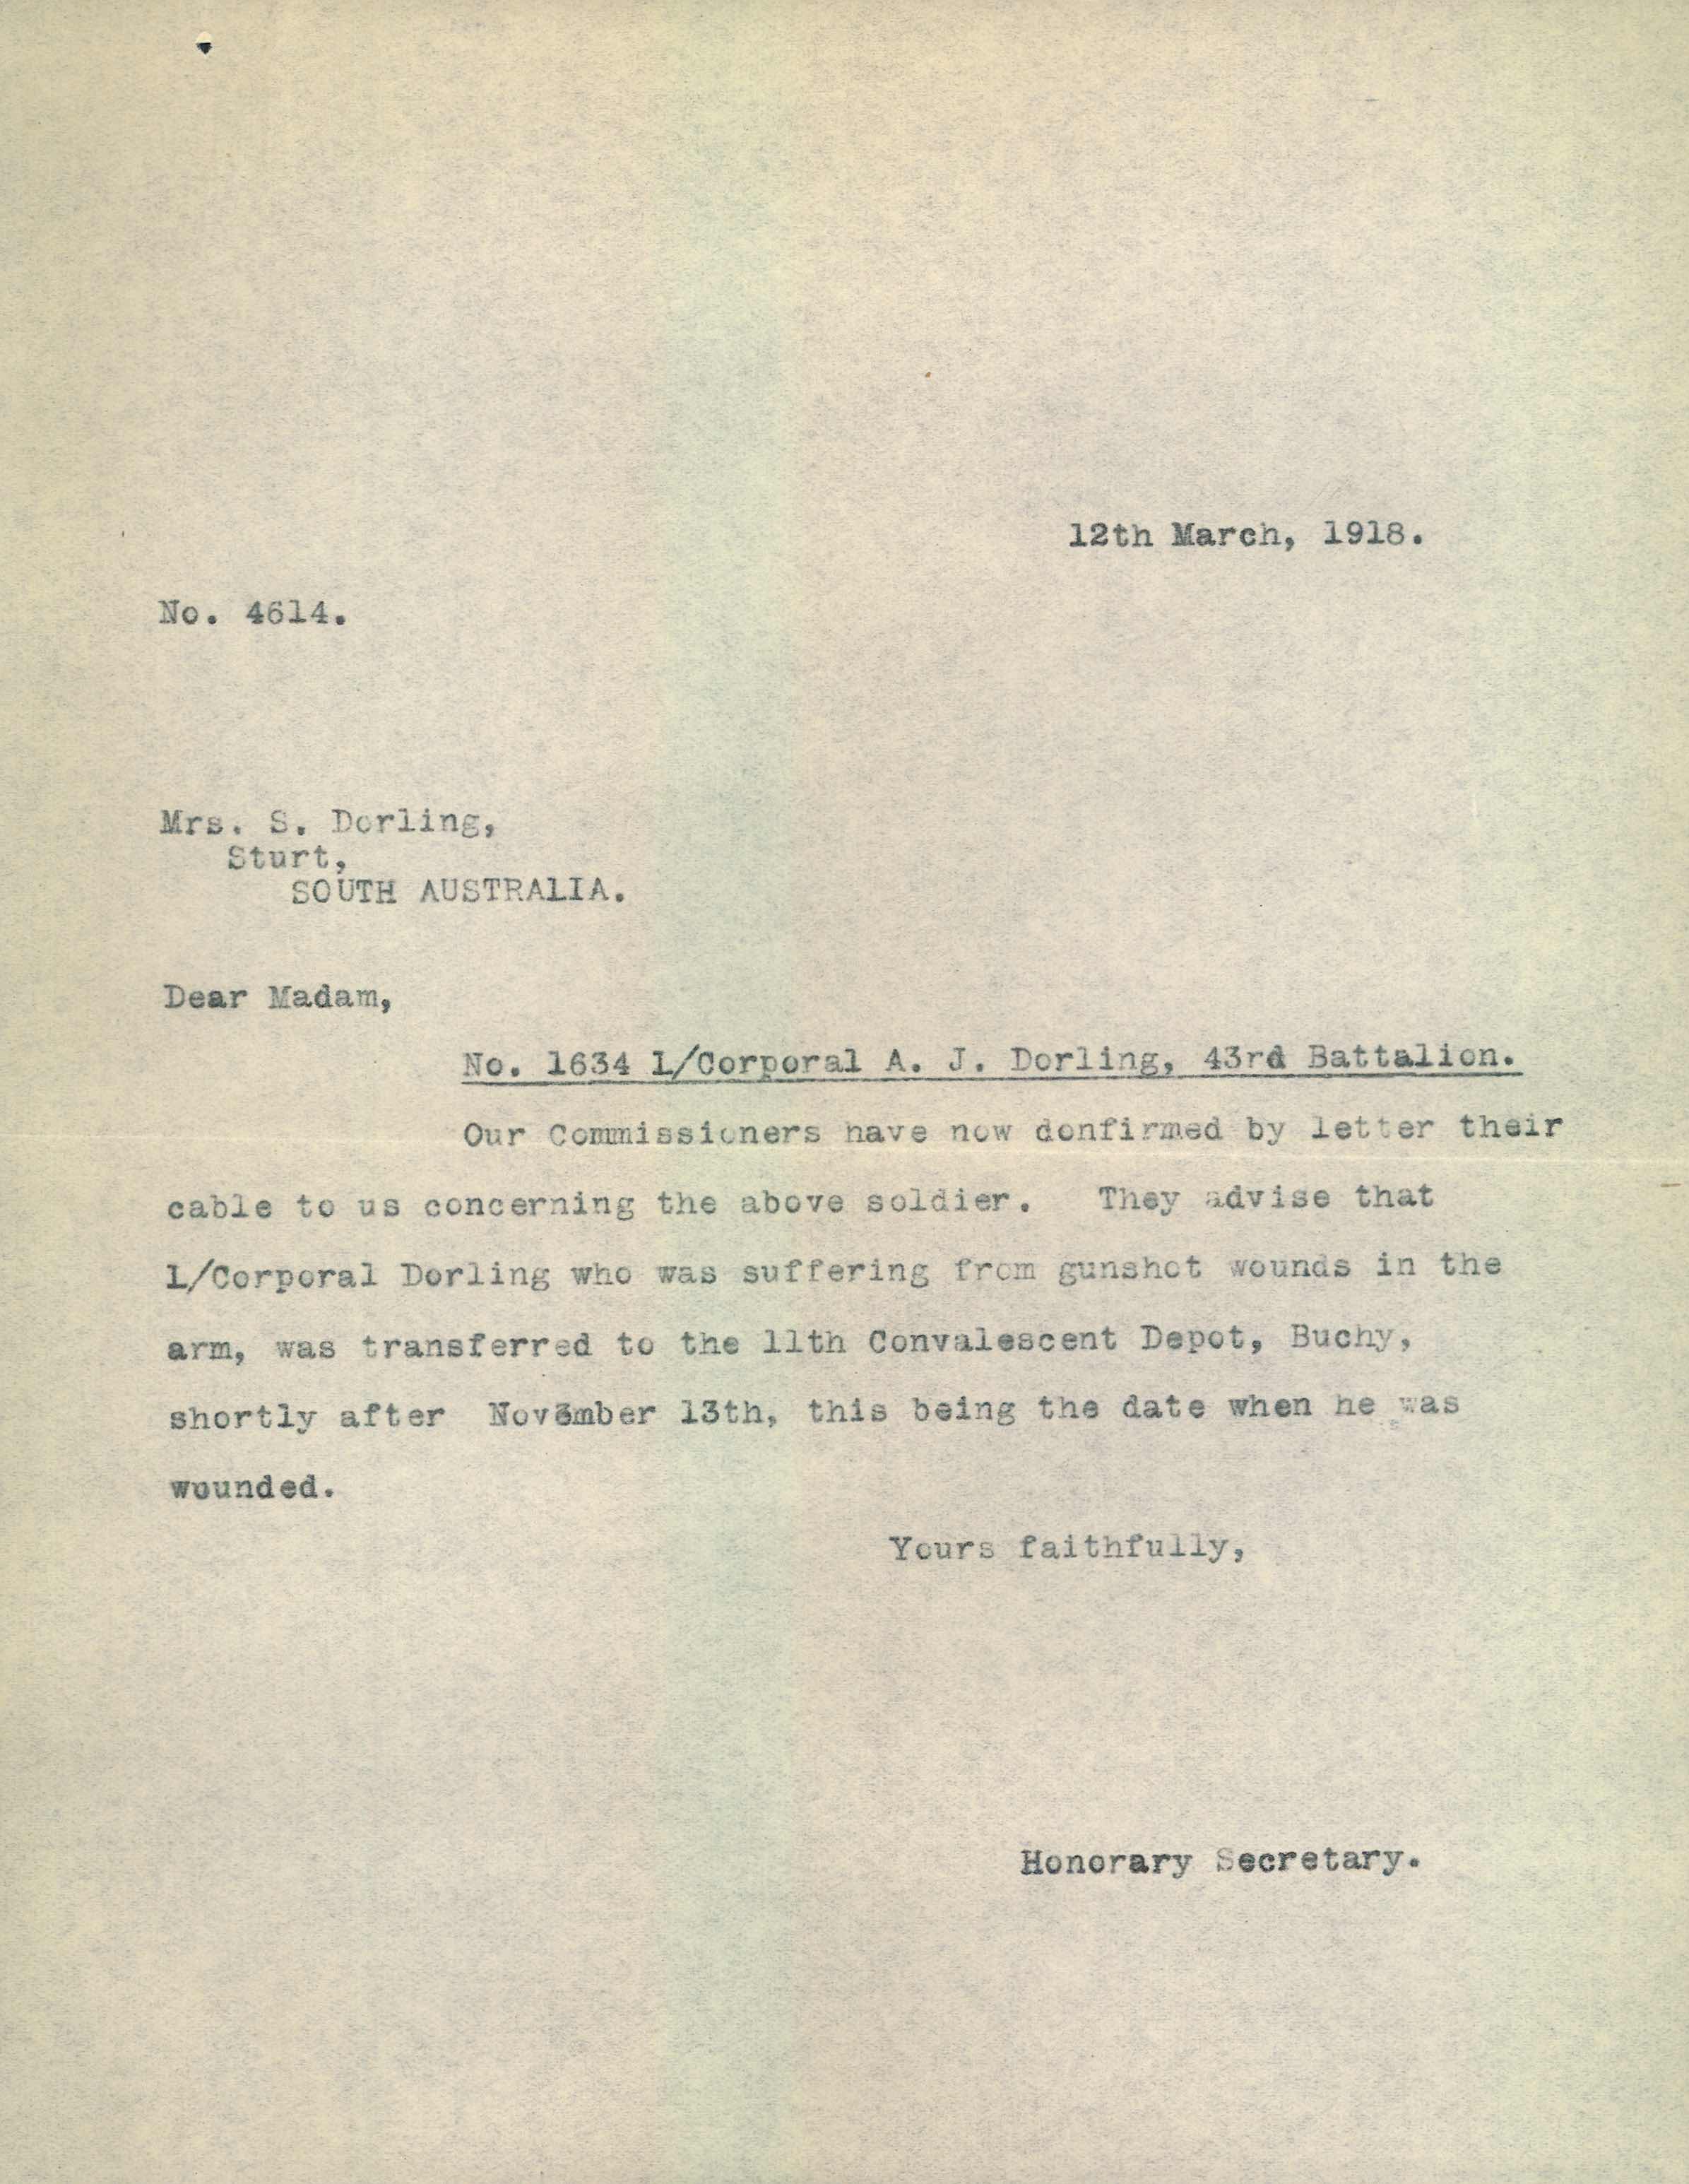 12th March, 1918.
No. 4614.
Mrs. S. Dorling,
Sturt,
SOUTH AUSTRALIA.
Dear Madam,
No. 1634 l/Corporal A. J. Dorling, 43rd Battalion.
Our Commissioners have now donfirmed by letter their
cable to us concerning the above soldier. They advise that
l/Corporal Dorling who was suffering from gunshot wounds in the
arm, was transferred to the 11th Convalescent Depot, Buchy,
shortly after November 13th, this being the date when he was
wounded.
Yours faithfully,
Honorary Secretary.